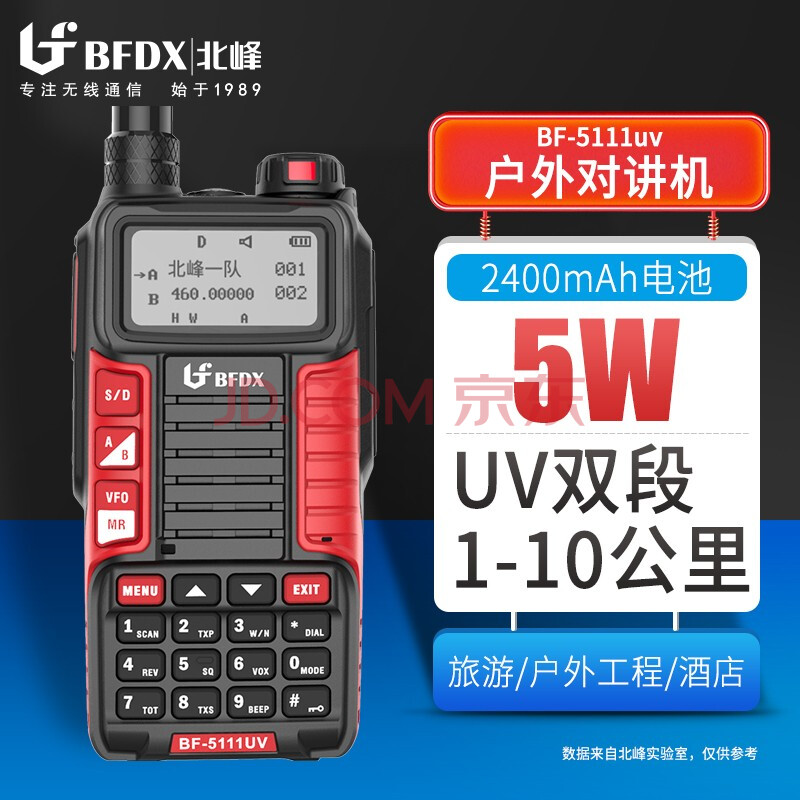 BFDX|北峰
专注无线通信 始于1989
BF-5111uv
户外对讲机
D
→A 北峰一队 001
B 460.00000 002
H W A
2400mAh电池
5W
UV双段
1-10公里
BFDX
JD.COM 京东
S/D
A/B
VFO
MR
MENU ▲ ▼ EXIT
1 SCAN 2 TXP 3 W/N * DIAL
4 REV 5 SQ 6 VOX 0 MODE
7 TOT 8 TXS 9 BEEP #
BF-5111UV
旅游/户外工程/酒店
数据来自北峰实验室，仅供参考